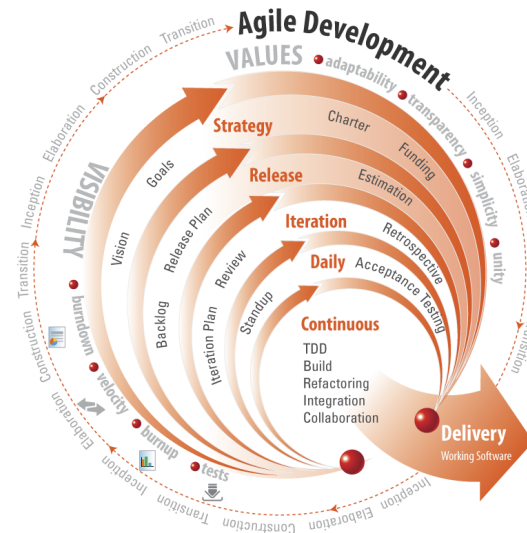 Agile Development
VALUES
adaptability
transparency
simplicity
unity
VISIBILITY
burndown
velocity
burnup
tests
Strategy
Vision
Goals
Charter
Funding
Release
Backlog
Release Plan
Estimation
Iteration
Iteration Plan
Review
Retrospective
Daily
Standup
Acceptance Testing
Continuous
TDD
Build
Refactoring
Integration
Collaboration
Delivery
Working Software
Inception
Elaboration
Construction
Transition
Inception
Elaboration
Construction
Transition
Inception
Elaboration
Construction
Transition
Inception
Elaboration